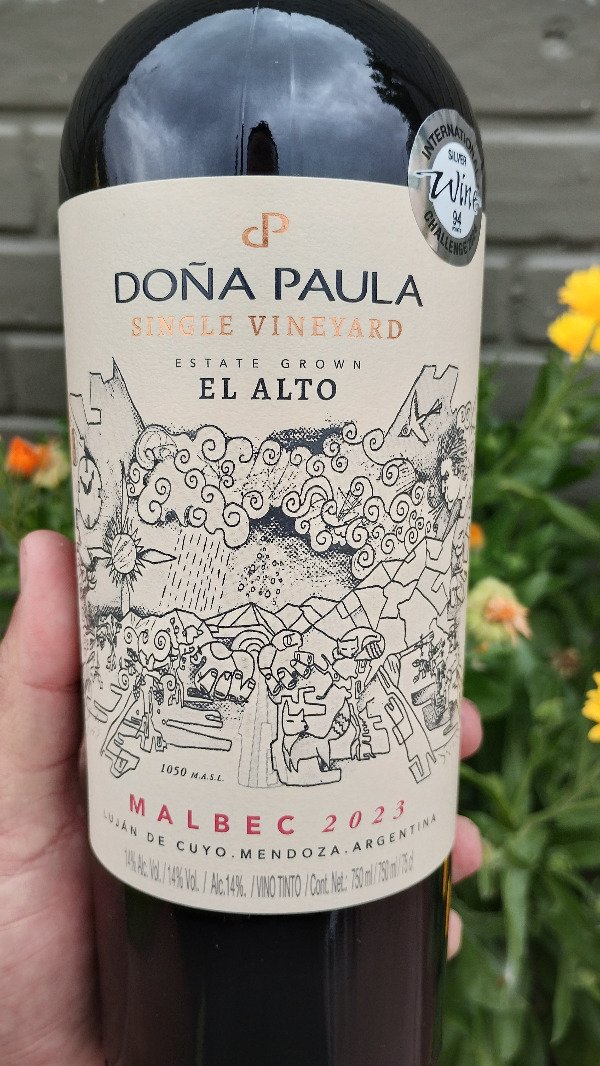 INTERNATIONAL
SILVER
Wine
94
CHALLENGE
dP
DOÑA PAULA
SINGLE VINEYARD
ESTATE GROWN
EL ALTO
1050 M.A.S.L.
MALBEC 2023
LUJÁN DE CUYO.MENDOZA.ARGENTINA
14% Alc. Vol. / 14% Vol. / Alc.14%. / VINO TINTO / Cont. Net.: 750 ml / 750 ml / 75 cl